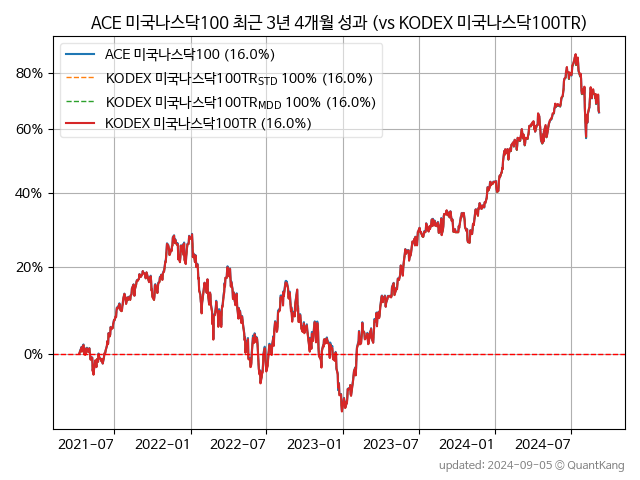 ACE 미국나스닥100 최근 3년 4개월 성과 (vs KODEX 미국나스닥100TR)
ACE 미국나스닥100 (16.0%)
KODEX 미국나스닥100TR_STD 100% (16.0%)
KODEX 미국나스닥100TR_MDD 100% (16.0%)
KODEX 미국나스닥100TR (16.0%)
80%
60%
40%
20%
0%
2021-07 2022-01 2022-07 2023-01 2023-07 2024-01 2024-07
updated: 2024-09-05 © QuantKang